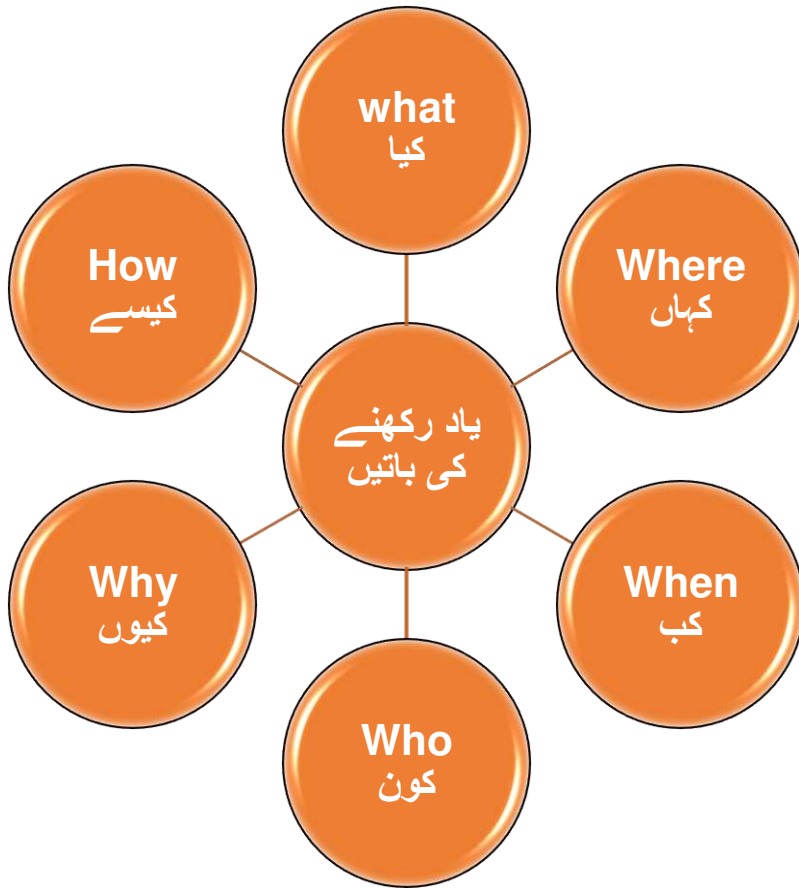 what
کیا
Where
کہاں
When
کب
Who
کون
Why
کیوں
How
کیسے
یاد رکھنے
کی باتیں